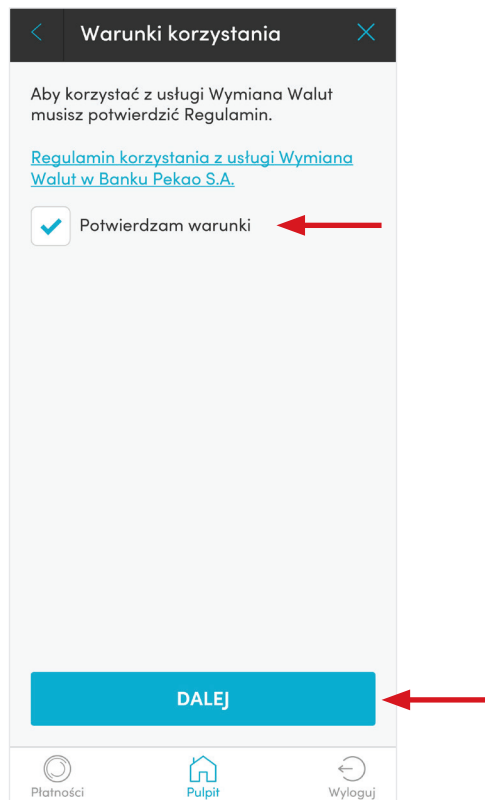 Warunki korzystania
Aby korzystać z usługi Wymiana Walut
musisz potwierdzić Regulamin.
Regulamin korzystania z usługi Wymiana
Walut w Banku Pekao S.A.
Potwierdzam warunki
DALEJ
Płatności Pulpit Wyloguj